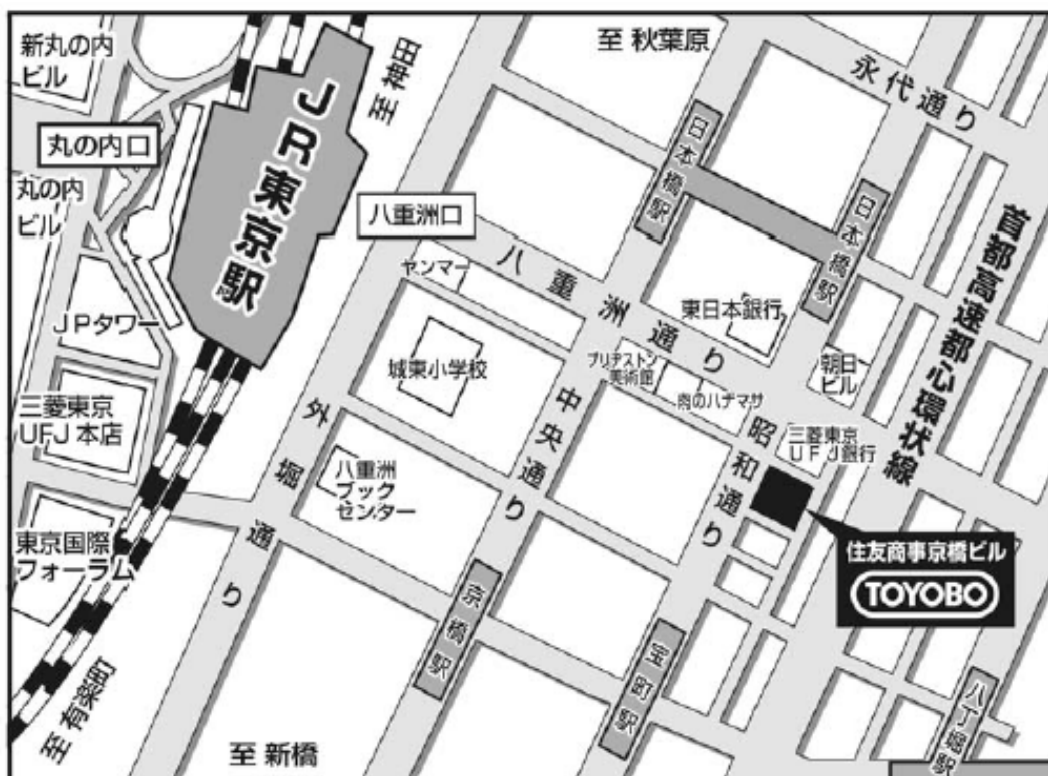 新丸の内
ビル
丸の内口
丸の内
ビル
JR東京駅
至 神田
至 秋葉原
永代通り
日本橋駅
日本橋駅
首都高速都心環状線
八重洲口
ヤンマー
八重洲通り
東日本銀行
JPタワー
城東小学校
ブリヂストン
美術館
肉のハナマサ
朝日
ビル
三菱東京
UFJ本店
外堀通り
中央通り
昭和通り
三菱東京
UFJ銀行
八重洲
ブック
センター
東京国際
フォーラム
住友商事京橋ビル
TOYOBO
京橋駅
宝町駅
八丁堀駅
至 有楽町
至 新橋